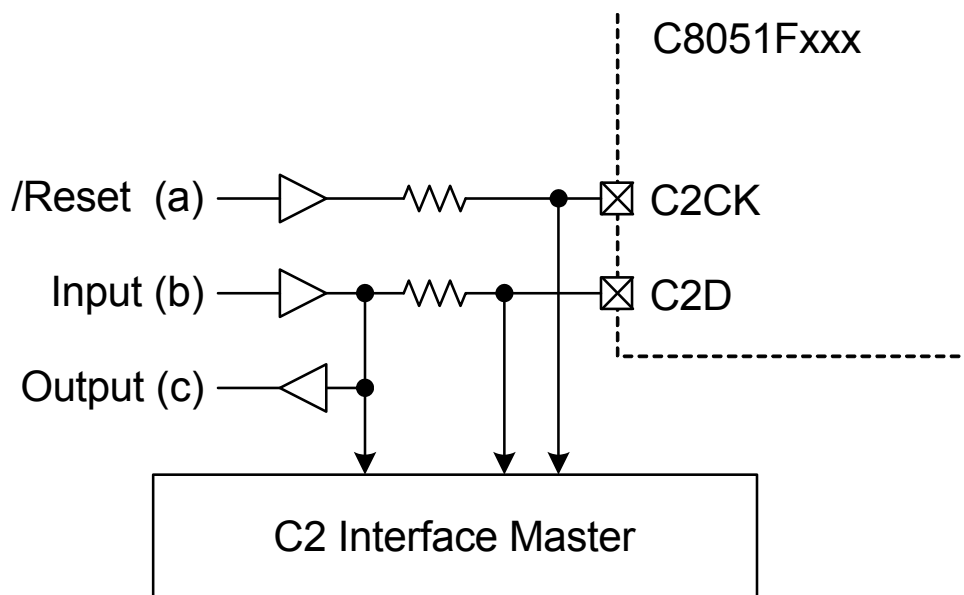 C8051Fxxx
/Reset (a)
C2CK
Input (b)
C2D
Output (c)
C2 Interface Master